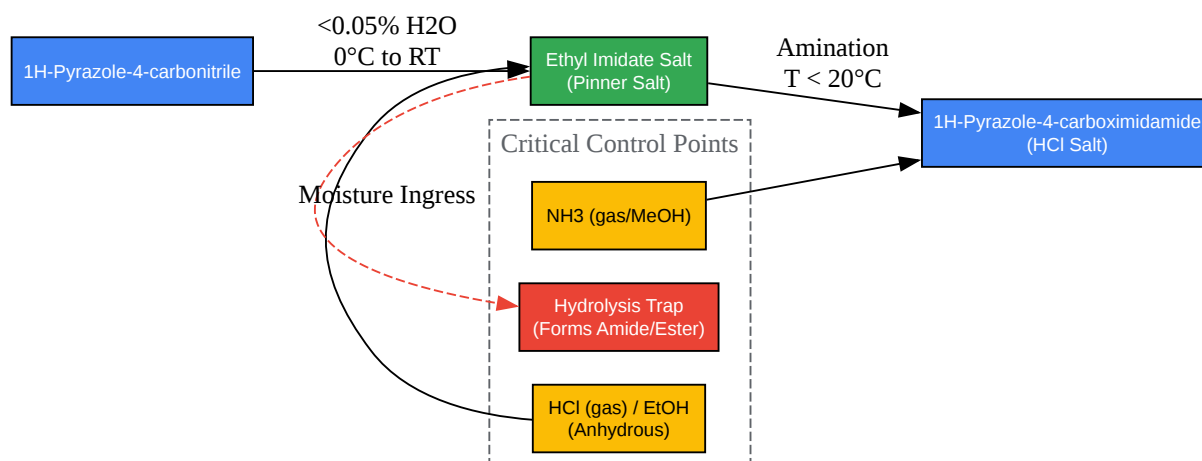 <0.05% H2O
0°C to RT
1H-Pyrazole-4-carbonitrile
Ethyl Imidate Salt
(Pinner Salt)
Amination
T < 20°C
1H-Pyrazole-4-carboximidamide
(HCl Salt)
Critical Control Points
Moisture Ingress
NH3 (gas/MeOH)
Hydrolysis Trap
(Forms Amide/Ester)
HCl (gas) / EtOH
(Anhydrous)